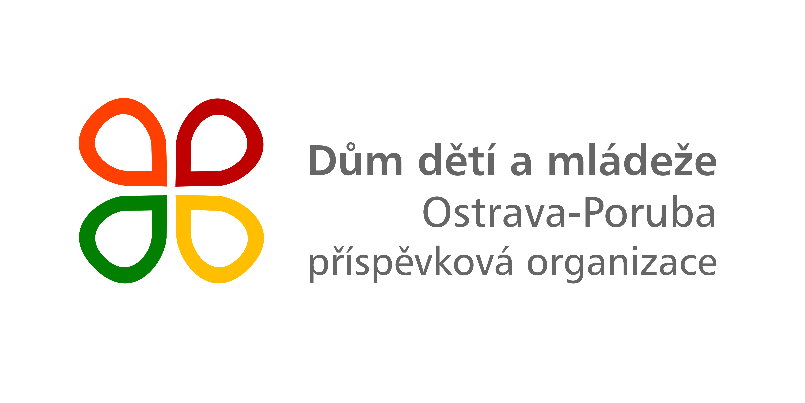 Dům dětí a mládeže
Ostrava-Poruba
příspěvková organizace